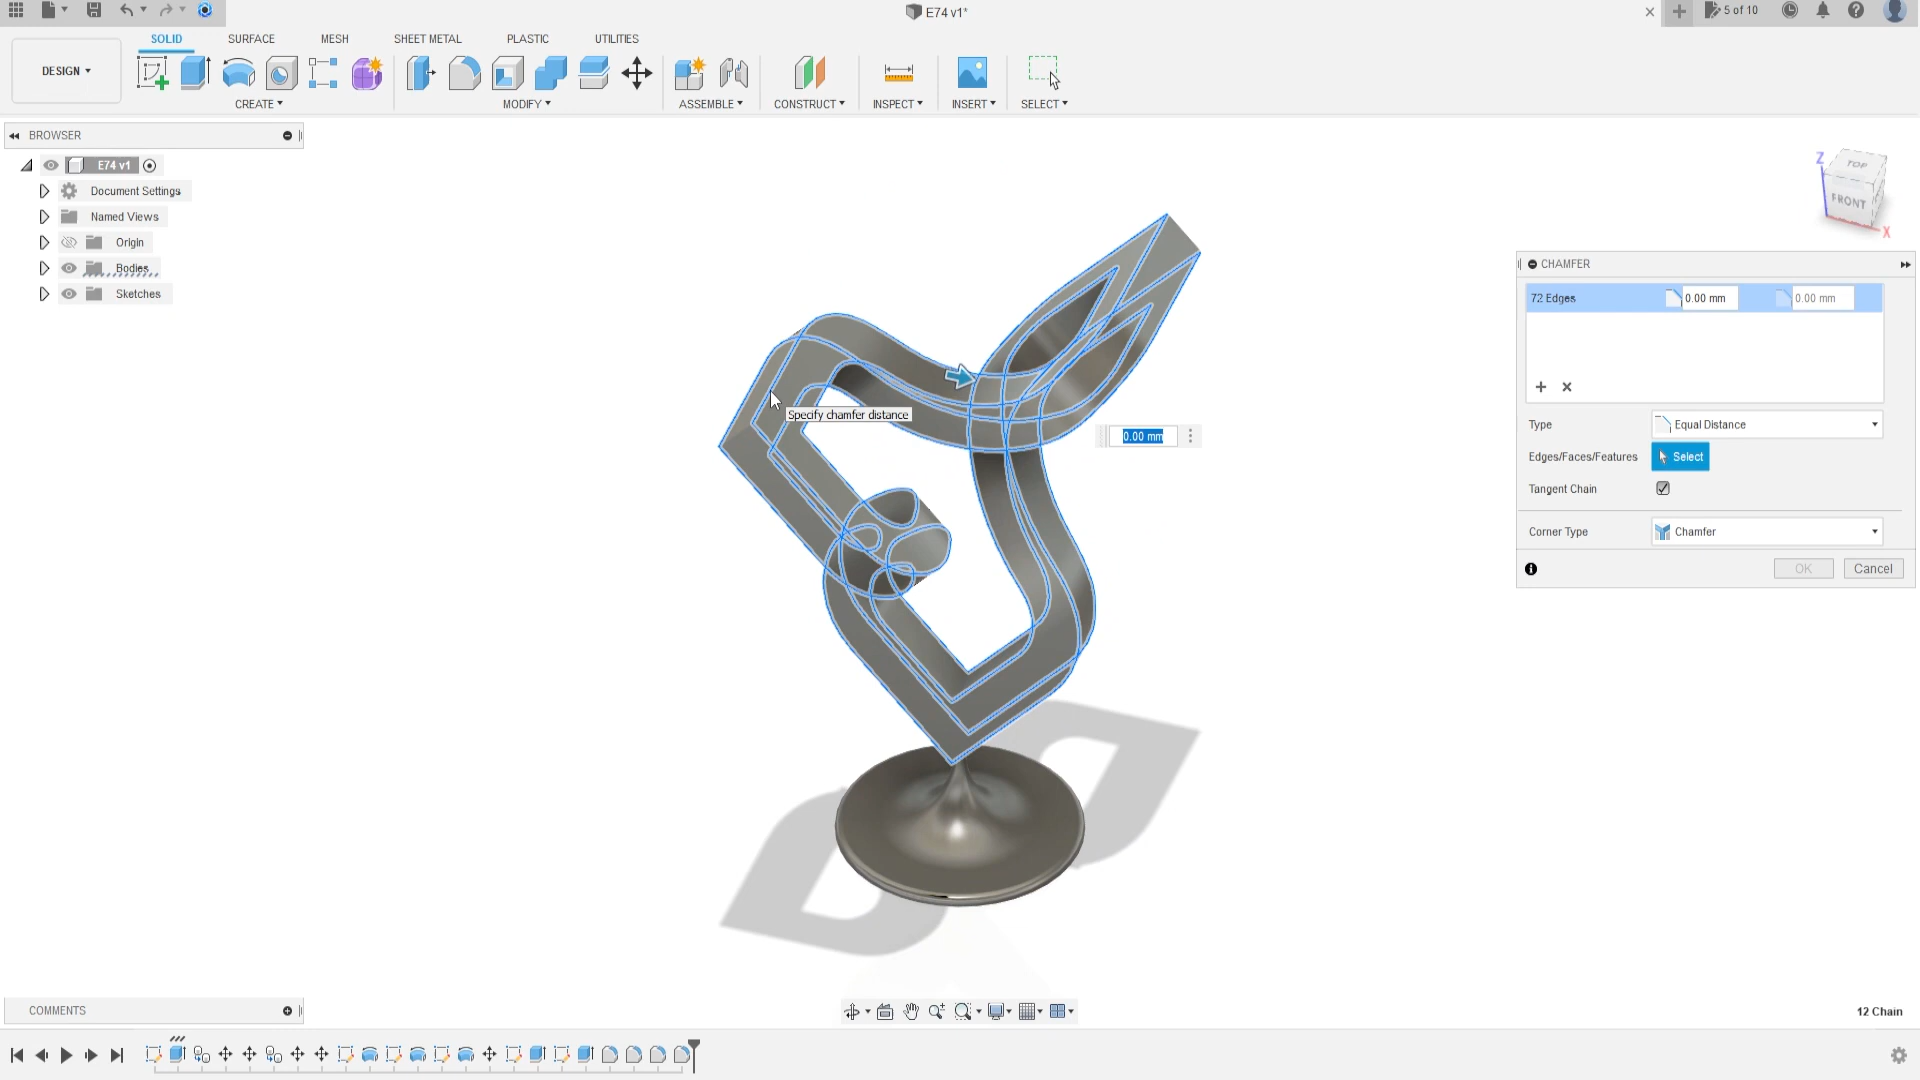 E74 v1*
5 of 10
DESIGN
SOLID
SURFACE
MESH
SHEET METAL
PLASTIC
UTILITIES
CREATE
MODIFY
ASSEMBLE
CONSTRUCT
INSPECT
INSERT
SELECT
BROWSER
E74 v1
Document Settings
Named Views
Origin
Bodies
Sketches
Z
TOP
FRONT
X
CHAMFER
72 Edges
0.00 mm
0.00 mm
Specify chamfer distance
0.00 mm
Type
Equal Distance
Edges/Faces/Features
Select
Tangent Chain
Corner Type
Chamfer
OK
Cancel
COMMENTS
12 Chain